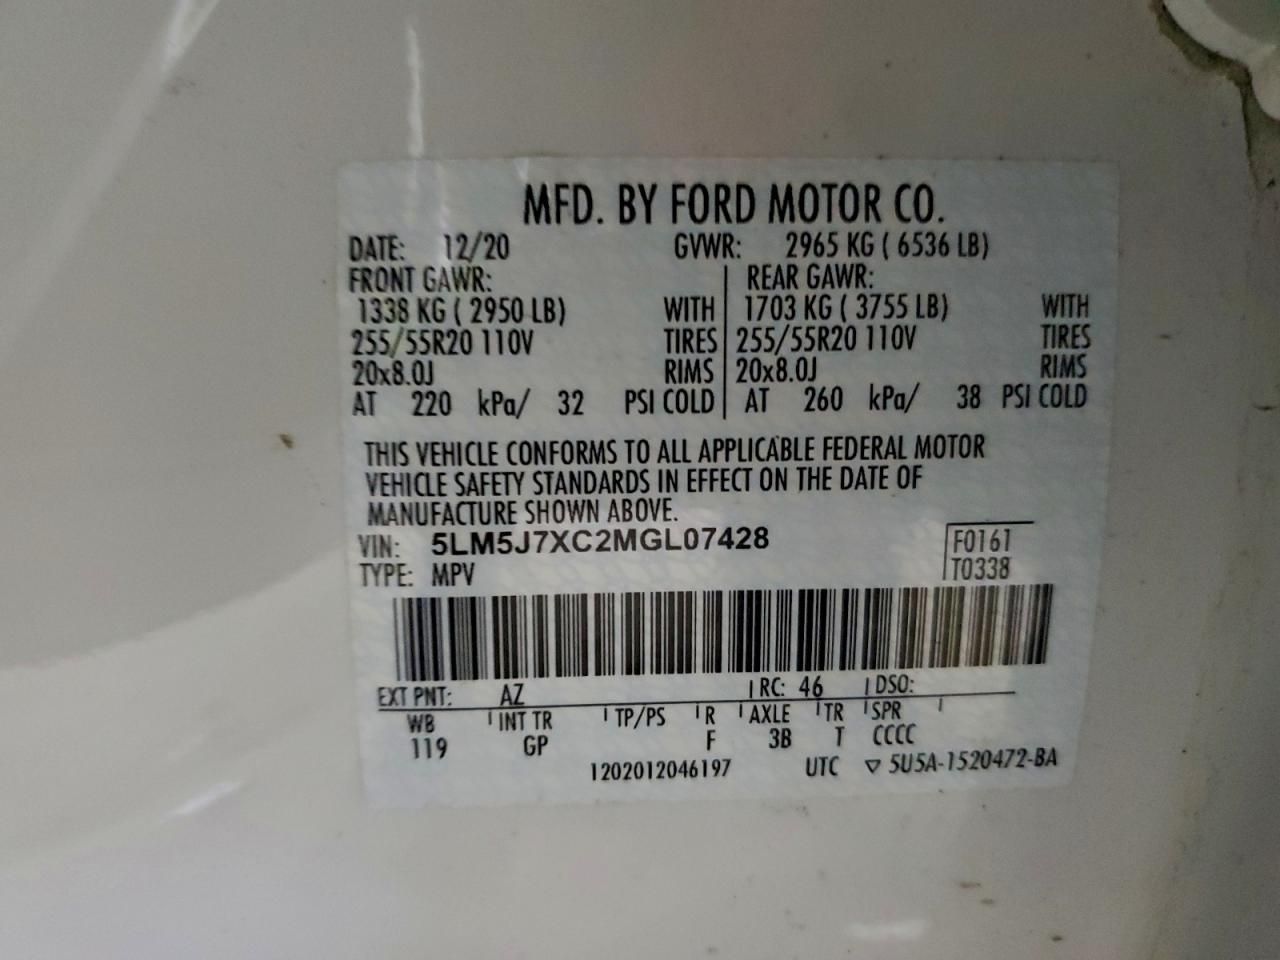 MFD. BY FORD MOTOR CO.
DATE: 12/20 GVWR: 2965 KG ( 6536 LB)
FRONT GAWR: REAR GAWR:
1338 KG ( 2950 LB) WITH 1703 KG ( 3755 LB) WITH
255/55R20 110V TIRES 255/55R20 110V TIRES
20x8.0J RIMS 20x8.0J RIMS
AT 220 kPa/ 32 PSI COLD AT 260 kPa/ 38 PSI COLD
THIS VEHICLE CONFORMS TO ALL APPLICABLE FEDERAL MOTOR
VEHICLE SAFETY STANDARDS IN EFFECT ON THE DATE OF
MANUFACTURE SHOWN ABOVE.
VIN: 5LM5J7XC2MGL07428 F0161
TYPE: MPV T0338
EXT PNT: AZ RC: 46 DSO:
WB INT TR TP/PS R AXLE TR SPR
119 GP F 3B T CCCC
1202012046197 UTC ▽ 5U5A-1520472-BA